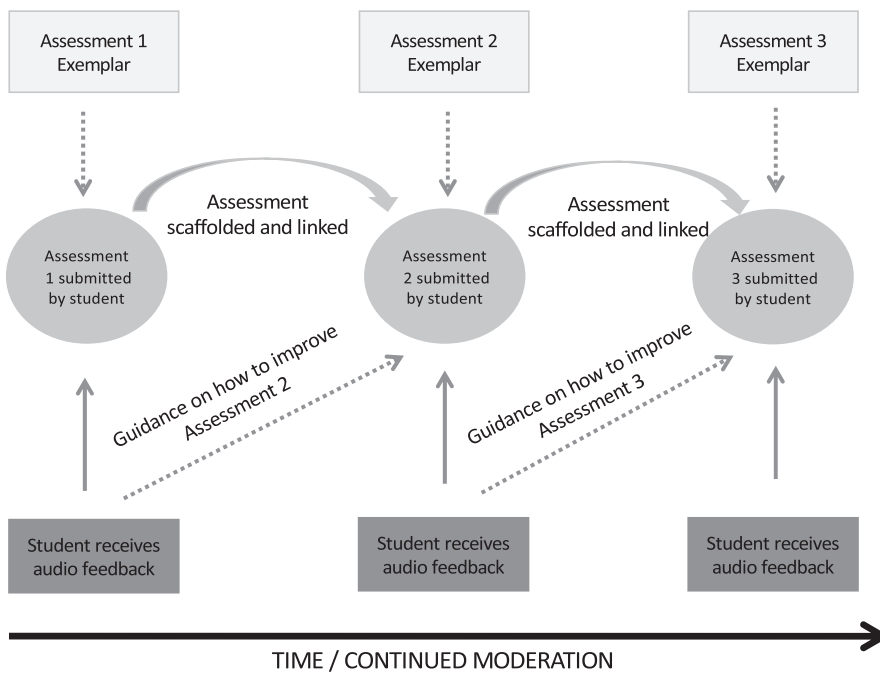 Assessment 1
Exemplar
Assessment 2
Exemplar
Assessment 3
Exemplar
Assessment
scaffolded and linked
Assessment
scaffolded and linked
Assessment
1 submitted
by student
Assessment
2 submitted
by student
Assessment
3 submitted
by student
Guidance on how to improve
Assessment 2
Guidance on how to improve
Assessment 3
Student receives
audio feedback
Student receives
audio feedback
Student receives
audio feedback
TIME / CONTINUED MODERATION